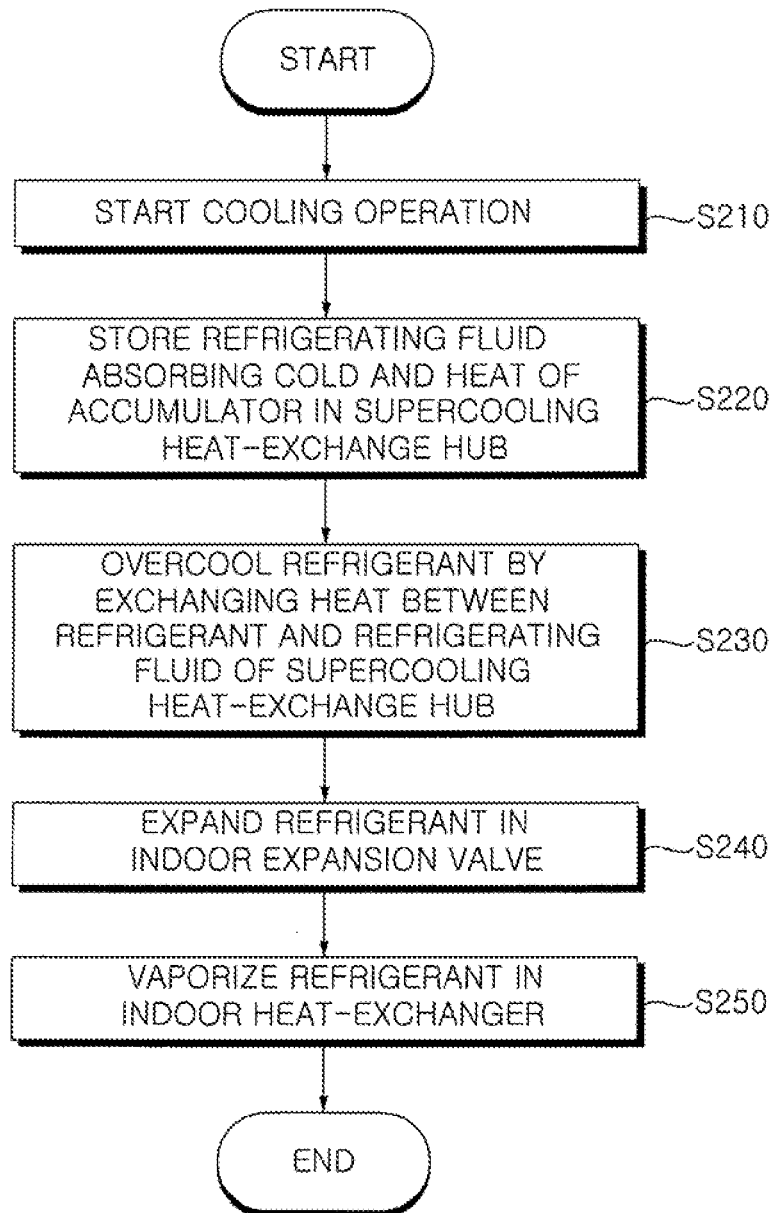 START
START COOLING OPERATION
S210
STORE REFRIGERATING FLUID
ABSORBING COLD AND HEAT OF
ACCUMULATOR IN SUPERCOOLING
HEAT-EXCHANGE HUB
S220
OVERCOOL REFRIGERANT BY
EXCHANGING HEAT BETWEEN
REFRIGERANT AND REFRIGERATING
FLUID OF SUPERCOOLING
HEAT-EXCHANGE HUB
S230
EXPAND REFRIGERANT IN
INDOOR EXPANSION VALVE
S240
VAPORIZE REFRIGERANT IN
INDOOR HEAT-EXCHANGER
S250
END